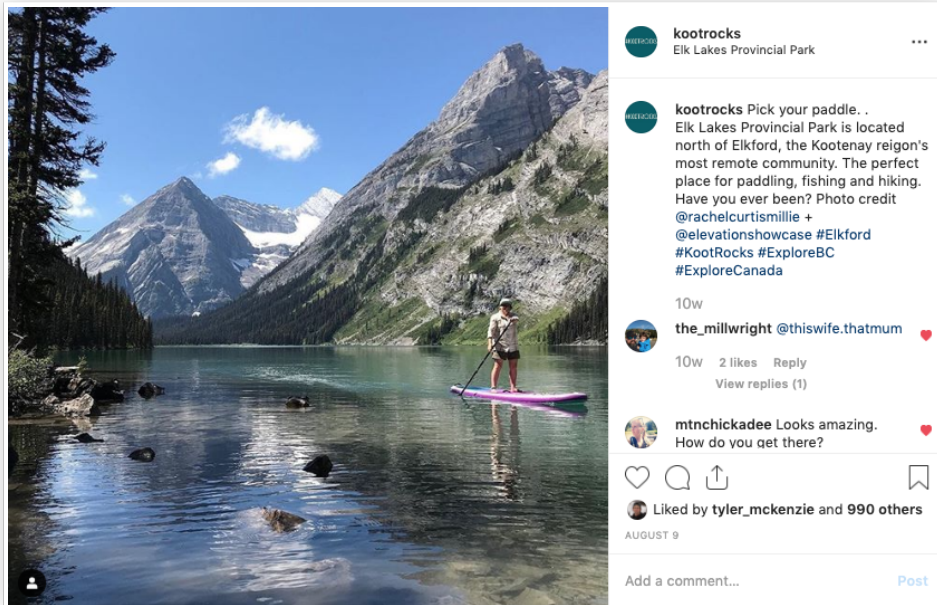 kootrocks
Elk Lakes Provincial Park
kootrocks Pick your paddle. .
Elk Lakes Provincial Park is located
north of Elkford, the Kootenay reigon's
most remote community. The perfect
place for paddling, fishing and hiking.
Have you ever been? Photo credit
@rachelcurtismillie +
@elevationshowcase #Elkford
#KootRocks #ExploreBC
#ExploreCanada
10w
the_millwright @thiswife.thatmum
10w 2 likes Reply
View replies (1)
mtnchickadee Looks amazing.
How do you get there?
Liked by tyler_mckenzie and 990 others
AUGUST 9
Add a comment... Post